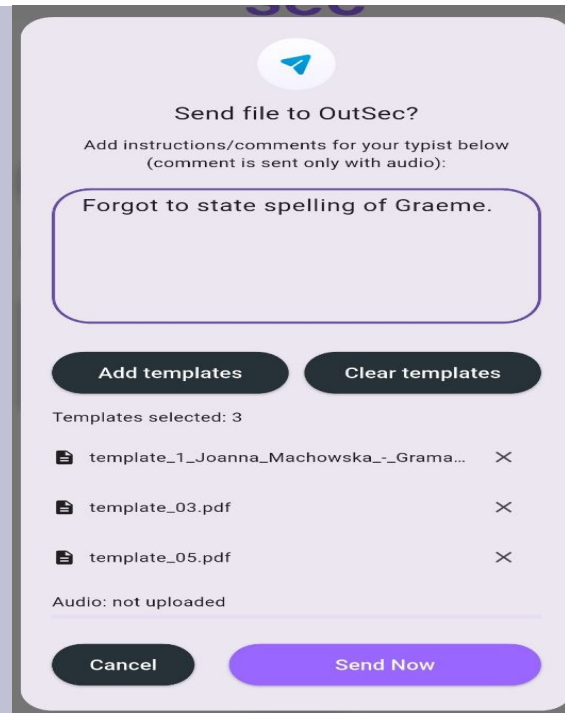 sec
Send file to OutSec?
Add instructions/comments for your typist below
(comment is sent only with audio):
Forgot to state spelling of Graeme.
Add templates Clear templates
Templates selected: 3
template_1_Joanna_Machowska_-_Grama...
template_03.pdf
template_05.pdf
Audio: not uploaded
Cancel Send Now